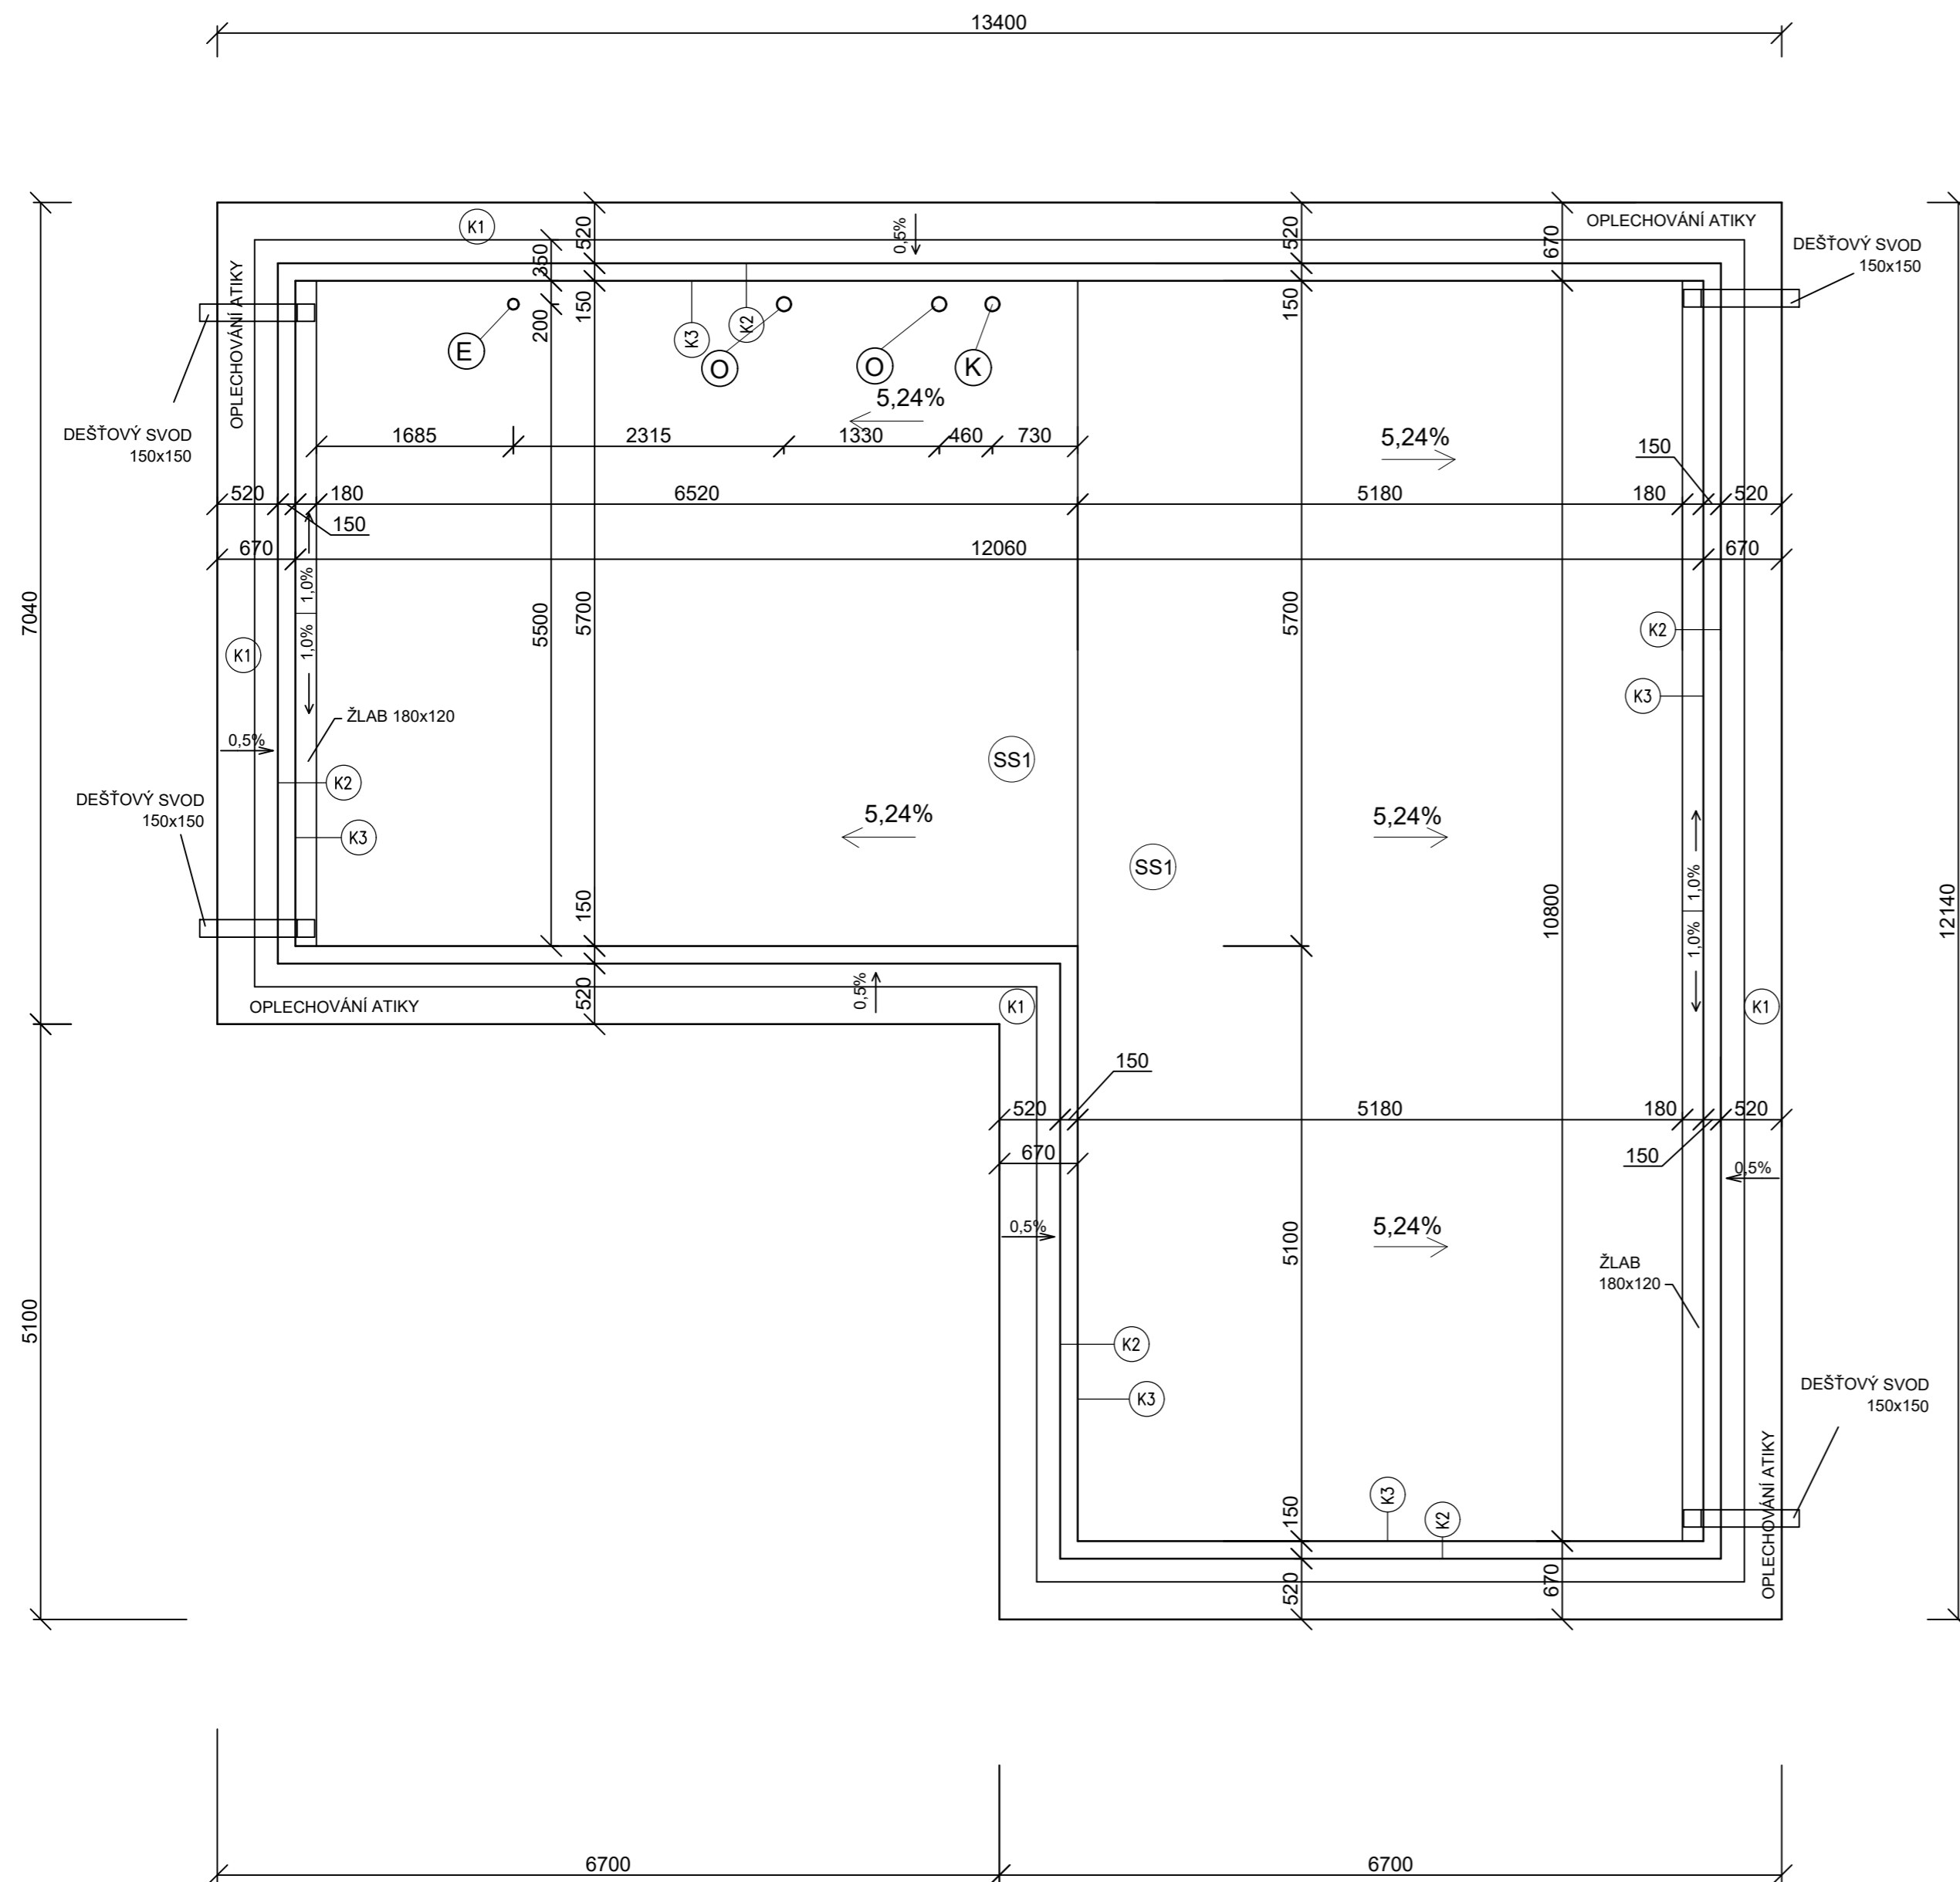 13400
K1
520
350
0,5%
520
670
OPLECHOVÁNÍ ATIKY
DEŠŤOVÝ SVOD
150x150
OPLECHOVÁNÍ ATIKY
150
200
K3
K2
150
E
O
O
K
5,24%
DEŠŤOVÝ SVOD
150x150
1685
2315
1330
460
730
5,24%
150
520
180
6520
5180
180
520
150
670
12060
670
7040
1,0%
1,0%
5500
5700
5700
K1
K2
K3
ŽLAB 180x120
0,5%
SS1
K2
K3
DEŠŤOVÝ SVOD
150x150
5,24%
5,24%
SS1
1,0%
1,0%
150
10800
12140
OPLECHOVÁNÍ ATIKY
520
0,5%
K1
K1
150
520
5180
180
520
670
150
0,5%
0,5%
5,24%
5100
5100
ŽLAB
180x120
K2
K3
DEŠŤOVÝ SVOD
150x150
OPLECHOVÁNÍ ATIKY
150
K3
K2
520
670
6700
6700